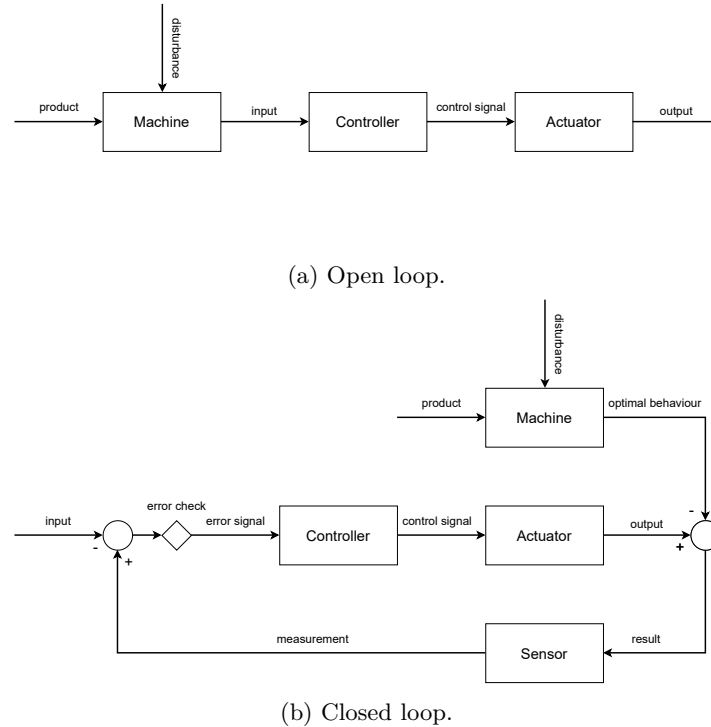 disturbance
product
Machine
input
Controller
control signal
Actuator
output
(a) Open loop.
disturbance
product
Machine
optimal behaviour
-
input
-
+
error check
error signal
Controller
control signal
Actuator
output
+
measurement
Sensor
result
(b) Closed loop.